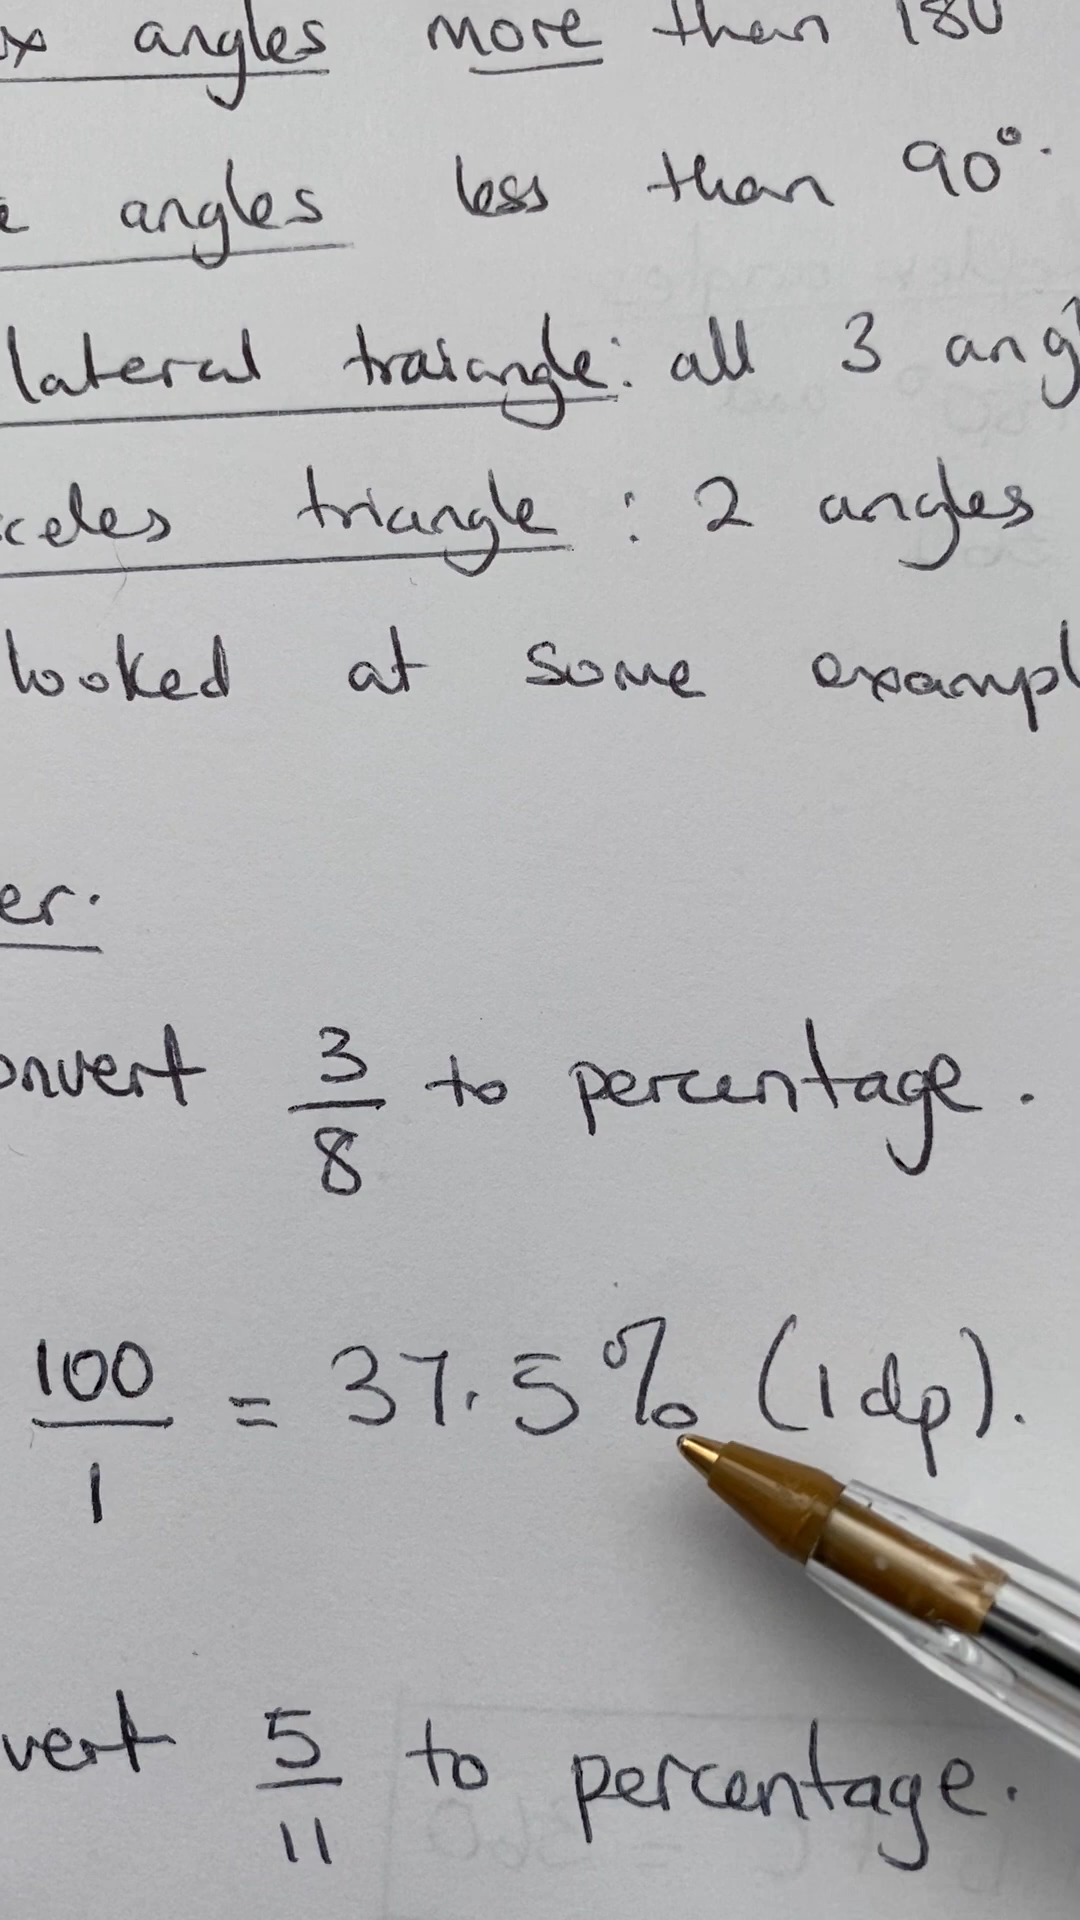 angles more than 180
angles less than 90°.
lateral traiangle: all 3 ang
celes triangle : 2 angles
looked at some exampl
er.
onvert 3/8 to percentage.
100/1 = 37.5% (1dp).
vert 5/11 to percentage.